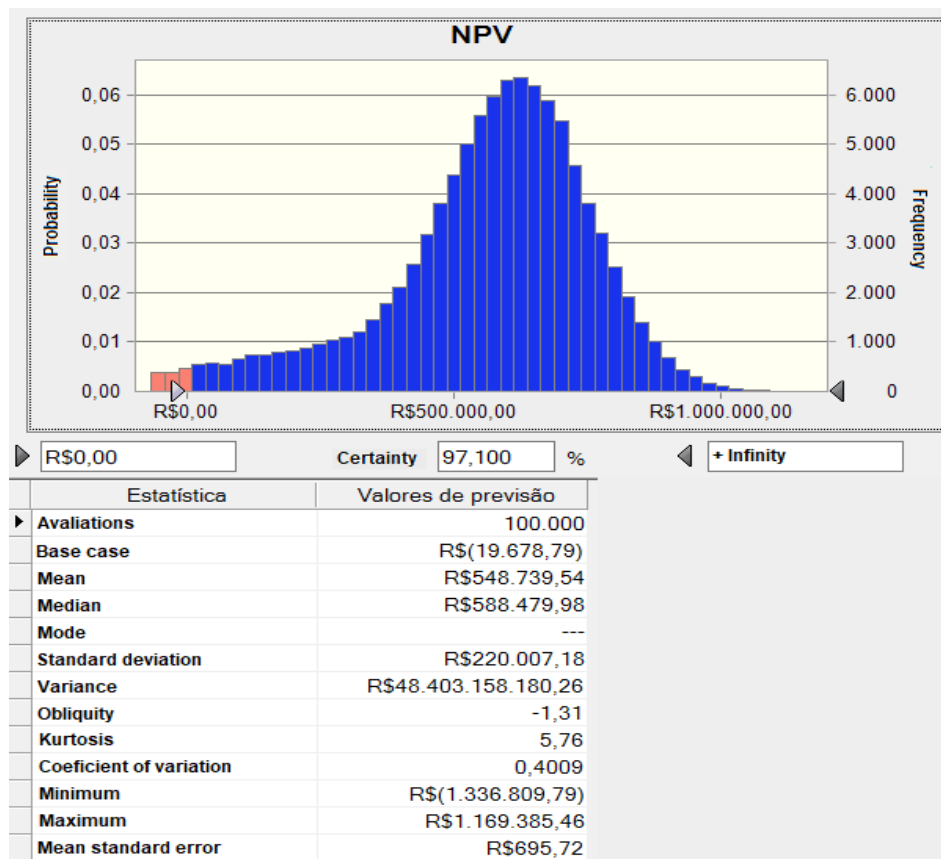 NPV
0,06
0,05
0,04
0,03
0,02
0,01
0,00
Probability
6.000
5.000
4.000
3.000
2.000
1.000
0
Frequency
R$0,00 R$500.000,00 R$1.000.000,00
R$0,00 Certainty 97,100 % + Infinity
Estatística Valores de previsão
Avaliations 100.000
Base case R$(19.678,79)
Mean R$548.739,54
Median R$588.479,98
Mode ---
Standard deviation R$220.007,18
Variance R$48.403.158.180,26
Obliquity -1,31
Kurtosis 5,76
Coeficient of variation 0,4009
Minimum R$(1.336.809,79)
Maximum R$1.169.385,46
Mean standard error R$695,72